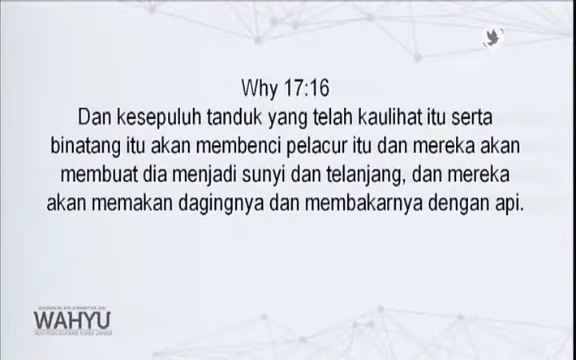 Why 17:16
Dan kesepuluh tanduk yang telah kaulihat itu serta
binatang itu akan membenci pelacur itu dan mereka akan
membuat dia menjadi sunyi dan telanjang, dan mereka
akan memakan dagingnya dan membakarnya dengan api.
WAHYU